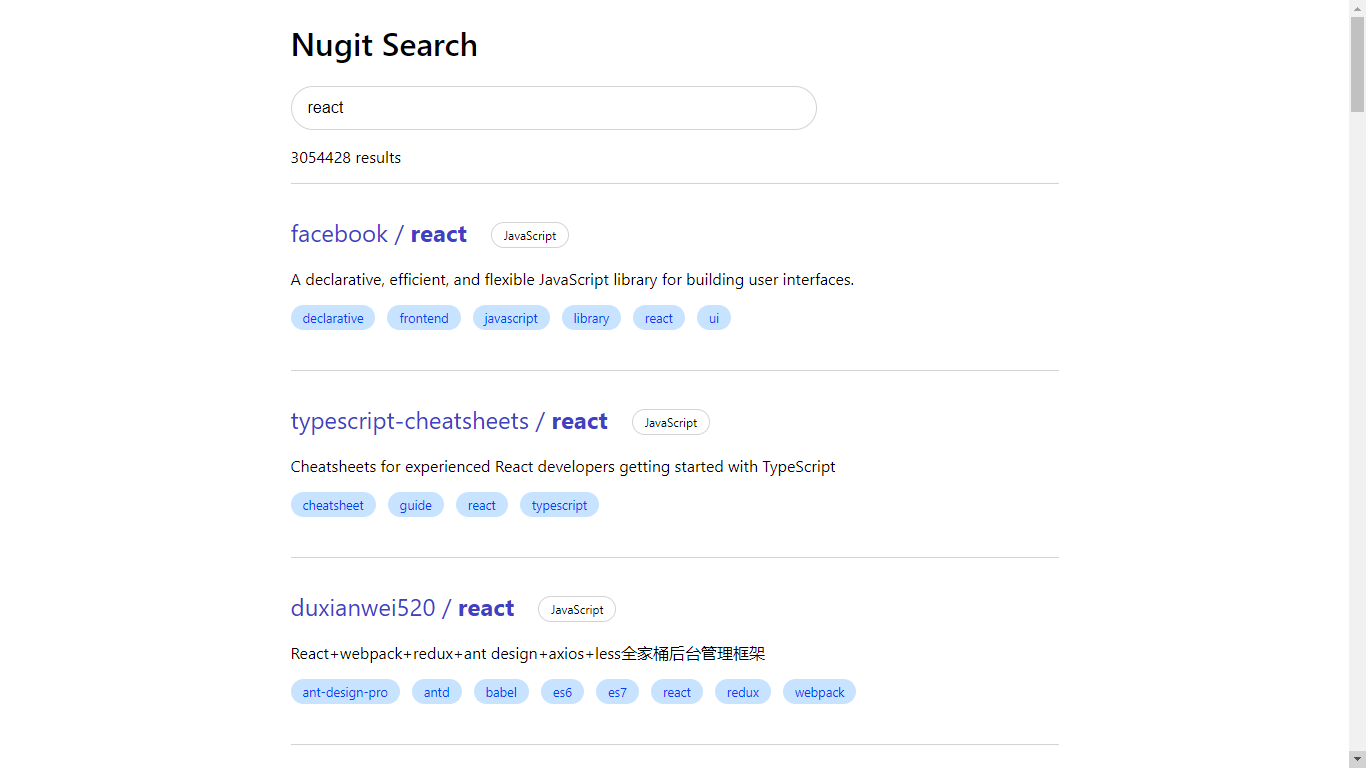 Nugit Search
react
3054428 results
facebook / react JavaScript
A declarative, efficient, and flexible JavaScript library for building user interfaces.
declarative frontend javascript library react ui
typescript-cheatsheets / react JavaScript
Cheatsheets for experienced React developers getting started with TypeScript
cheatsheet guide react typescript
duxianwei520 / react JavaScript
React+webpack+redux+ant design+axios+less全家桶后台管理框架
ant-design-pro antd babel es6 es7 react redux webpack